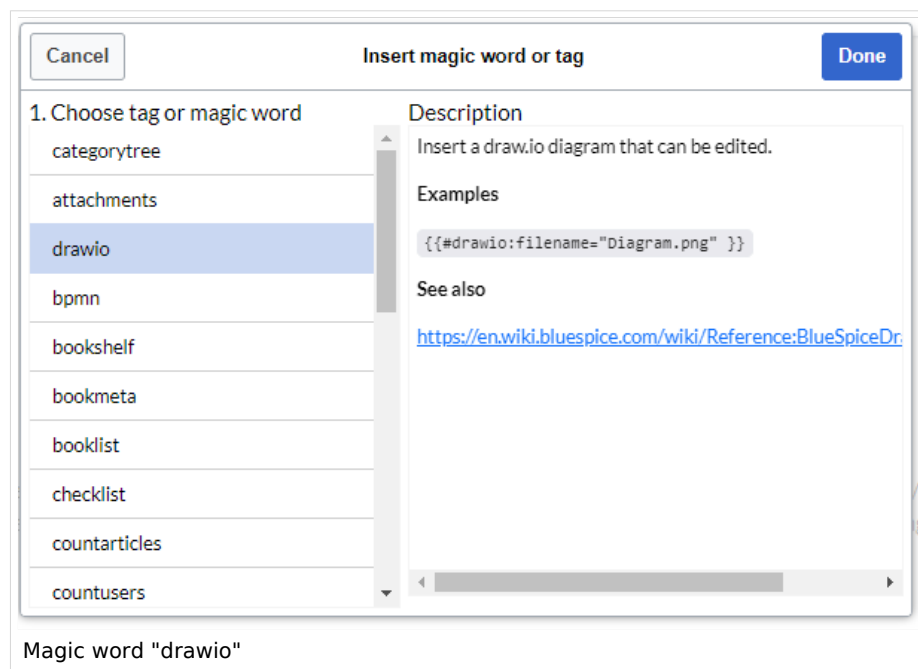 Cancel
Insert magic word or tag
Done
1. Choose tag or magic word
categorytree
attachments
drawio
bpmn
bookshelf
bookmeta
booklist
checklist
countarticles
countusers
Description
Insert a draw.io diagram that can be edited.
Examples
{{#drawio:filename="Diagram.png" }}
See also
https://en.wiki.bluespice.com/wiki/Reference:BlueSpiceDr
Magic word "drawio"